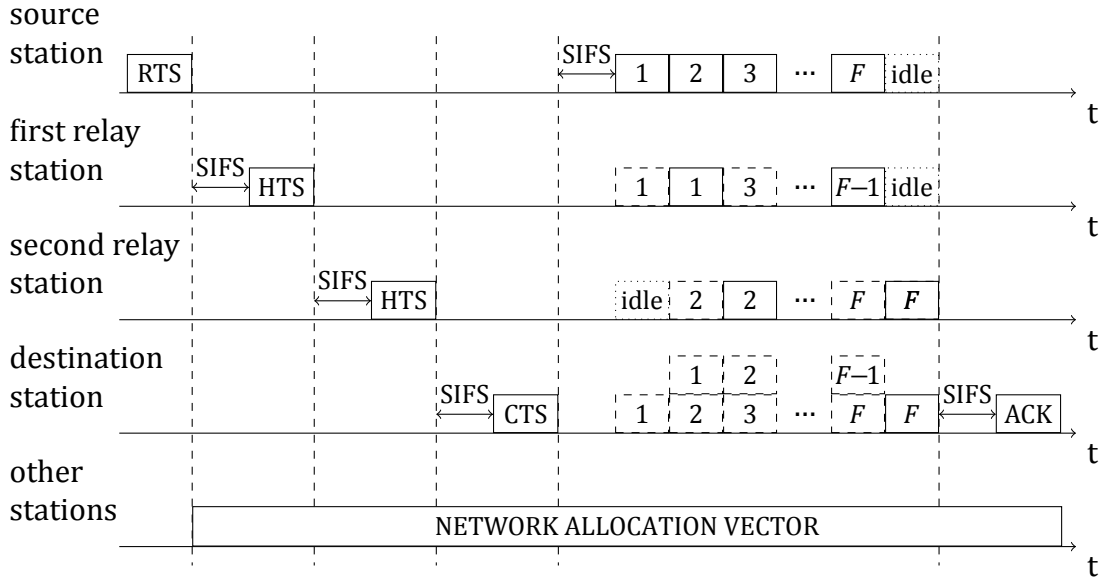 source
station
RTS
SIFS
1 2 3 ··· F idle
t
first relay
station
SIFS
HTS
1 1 3 ··· F−1 idle
t
second relay
station
SIFS
HTS
idle 2 2 ··· F F
t
destination
station
SIFS
CTS
1 2 F−1
1 2 3 ··· F F
SIFS
ACK
t
other
stations
NETWORK ALLOCATION VECTOR
t